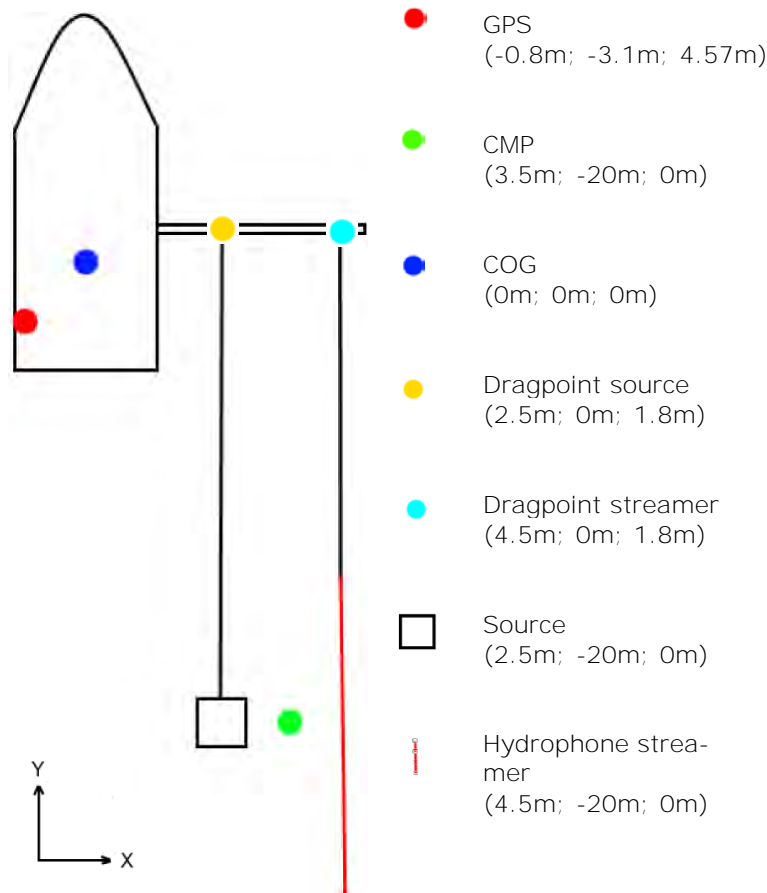 GPS
(-0.8m; -3.1m; 4.57m)
CMP
(3.5m; -20m; 0m)
COG
(0m; 0m; 0m)
Dragpoint source
(2.5m; 0m; 1.8m)
Dragpoint streamer
(4.5m; 0m; 1.8m)
Source
(2.5m; -20m; 0m)
Hydrophone strea-
mer
(4.5m; -20m; 0m)
Y
X